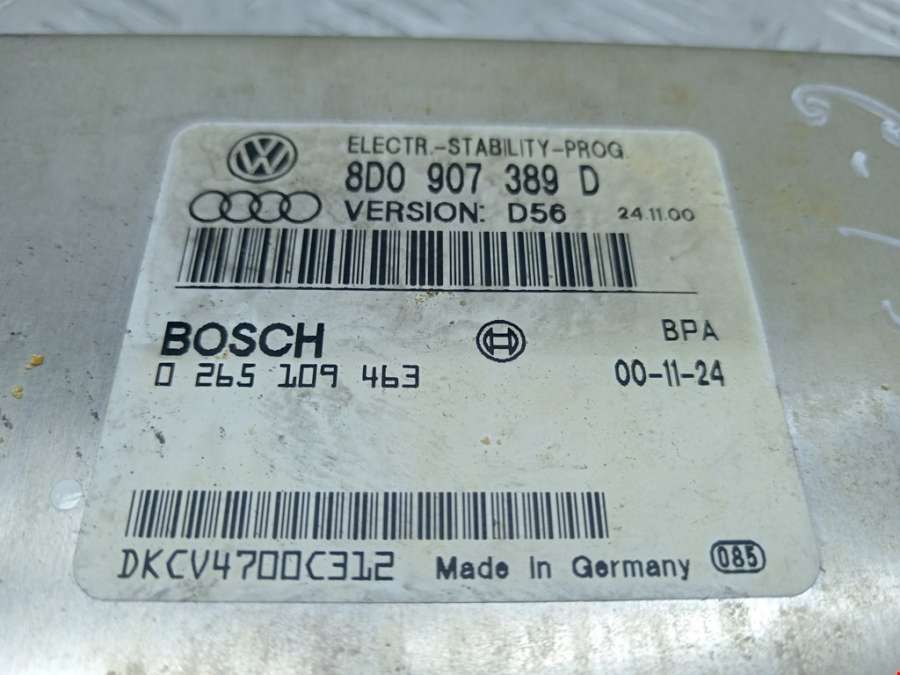 ELECTR.-STABILITY-PROG.
8D0 907 389 D
VERSION: D56 24.11.00
BOSCH BPA
0 265 109 463 00-11-24
DKCV4700C312 Made In Germany 085